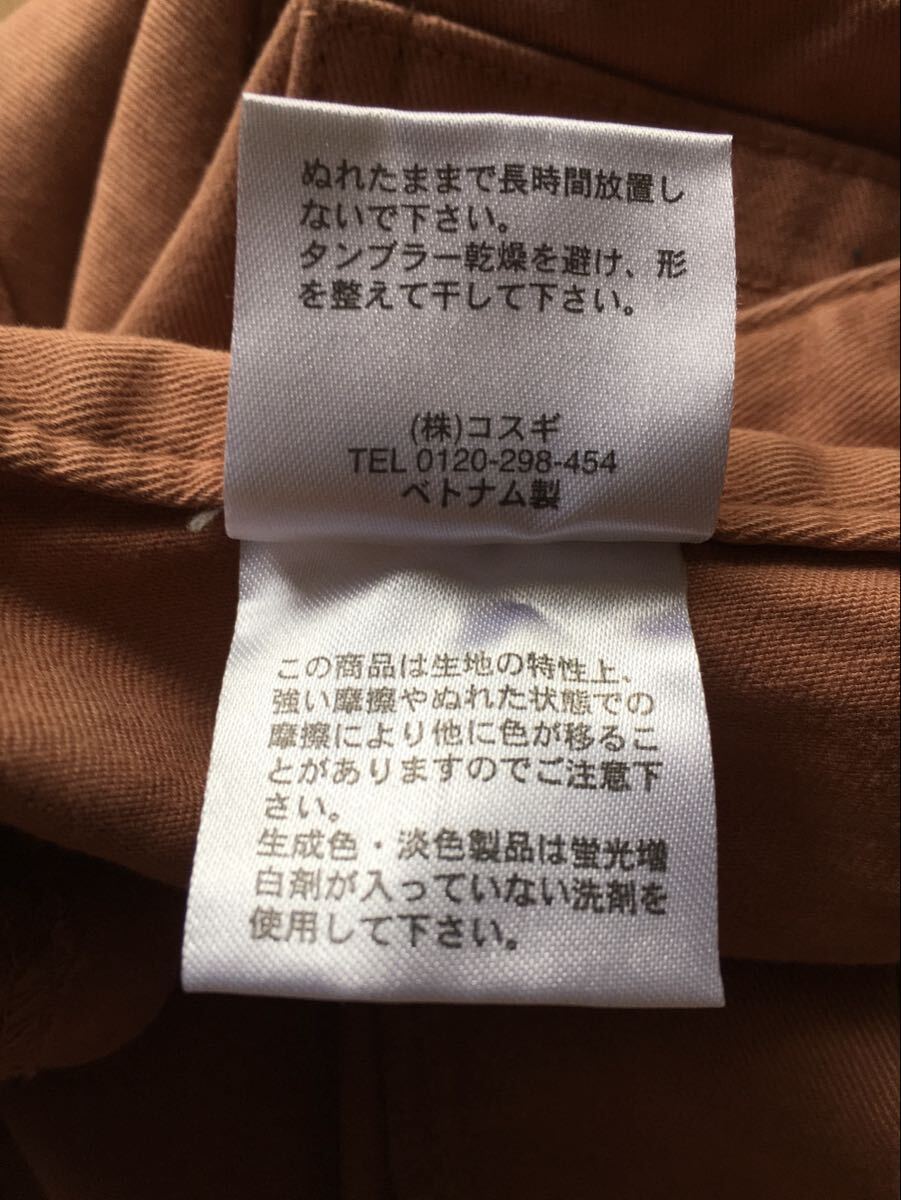 ぬれたままで長時間放置し
ないで下さい。
タンブラー乾燥を避け、形
を整えて干して下さい。
(株)コスギ
TEL 0120-298-454
ベトナム製
この商品は生地の特性上、
強い摩擦やぬれた状態での
摩擦により他に色が移るこ
とがありますのでご注意下
さい。
生成色・淡色製品は蛍光増
白剤が入っていない洗剤を
使用して下さい。